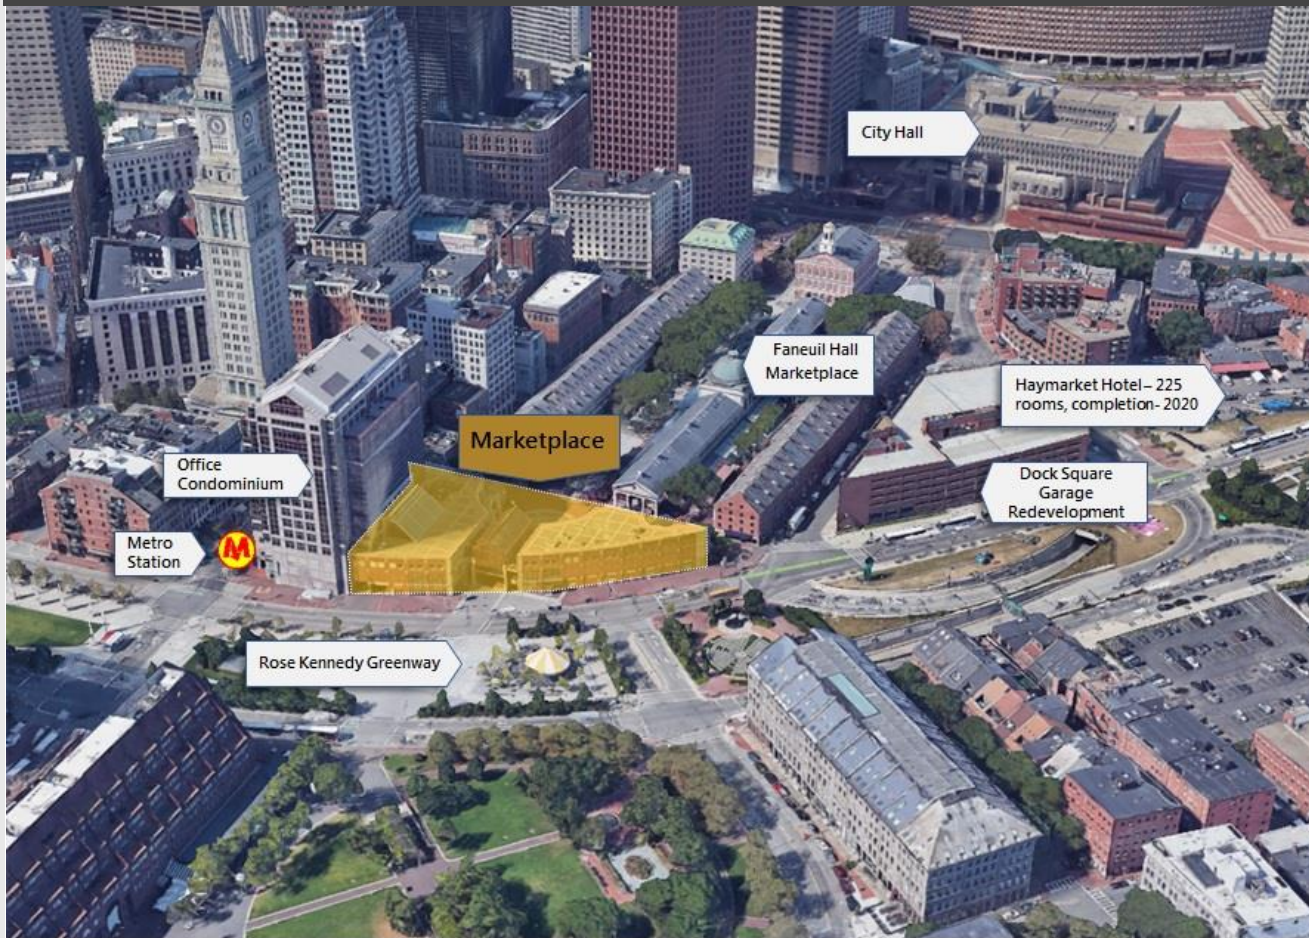 City Hall
Faneuil Hall
Marketplace
Haymarket Hotel– 225
rooms, completion- 2020
Marketplace
Office
Condominium
Dock Square
Garage
Redevelopment
Metro
Station
M
Rose Kennedy Greenway